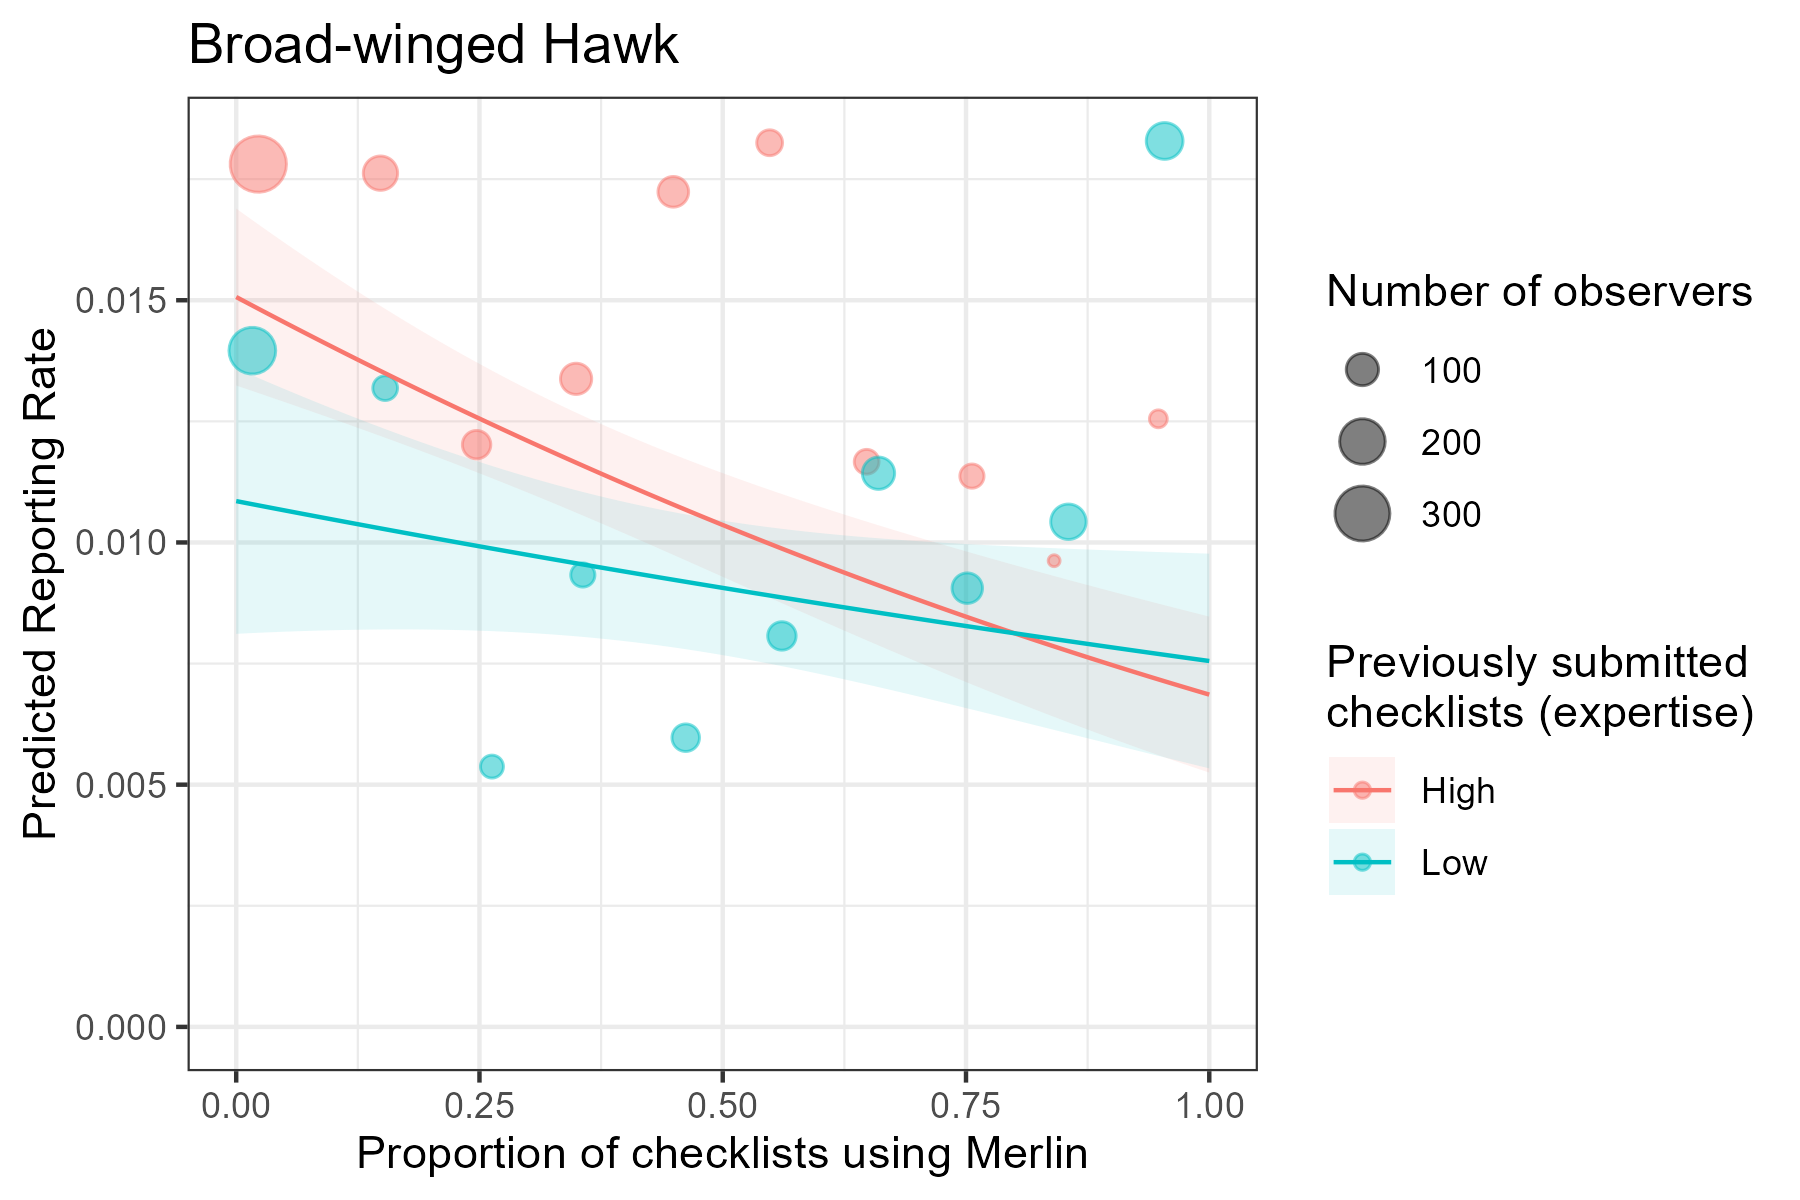 Broad-winged Hawk
Predicted Reporting Rate
0.015
0.010
0.005
0.000
0.00 0.25 0.50 0.75 1.00
Proportion of checklists using Merlin
Number of observers
100
200
300
Previously submitted
checklists (expertise)
High
Low